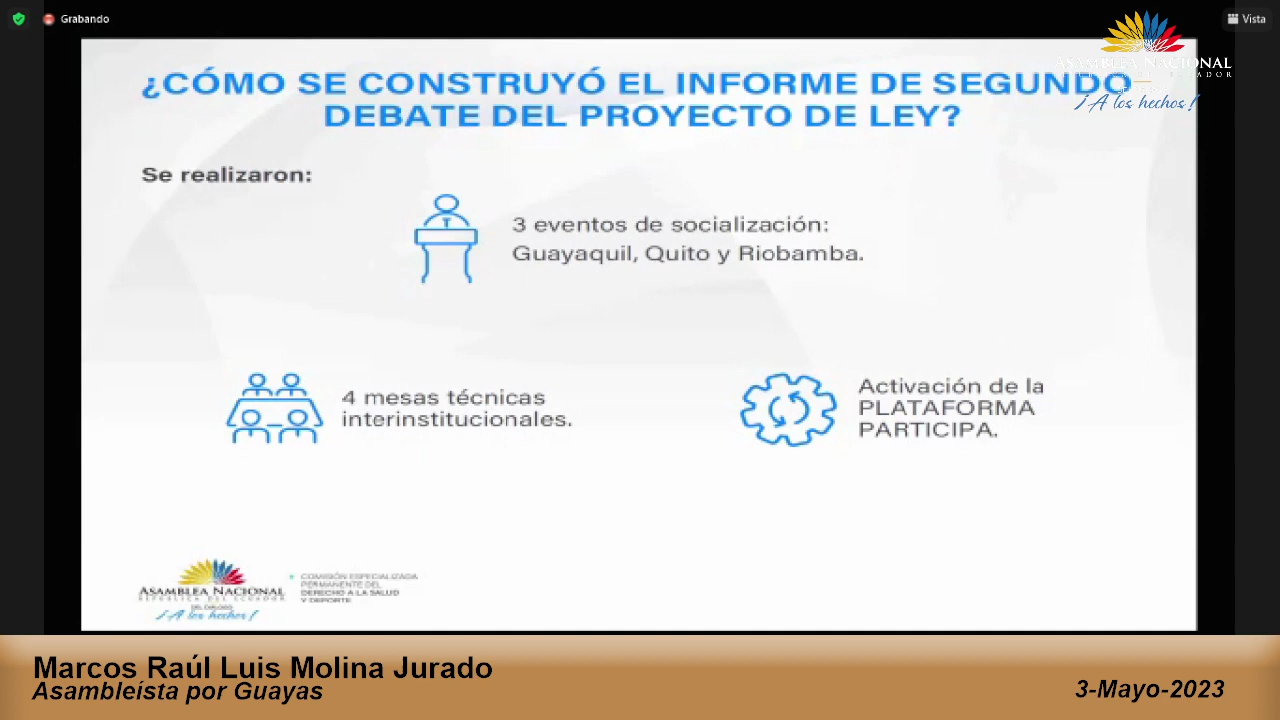 Grabando
Vista
¿CÓMO SE CONSTRUYÓ EL INFORME DE SEGUNDO
DEBATE DEL PROYECTO DE LEY?
ASAMBLEA NACIONAL
¡A los hechos!
Se realizaron:
3 eventos de socialización:
Guayaquil, Quito y Riobamba.
4 mesas técnicas
interinstitucionales.
Activación de la
PLATAFORMA
PARTICIPA.
ASAMBLEA NACIONAL
REPÚBLICA DEL ECUADOR
¡A los hechos!
COMISIÓN ESPECIALIZADA
PERMANENTE DEL
DERECHO A LA SALUD
Y DEPORTE
Marcos Raúl Luis Molina Jurado
Asambleísta por Guayas
3-Mayo-2023